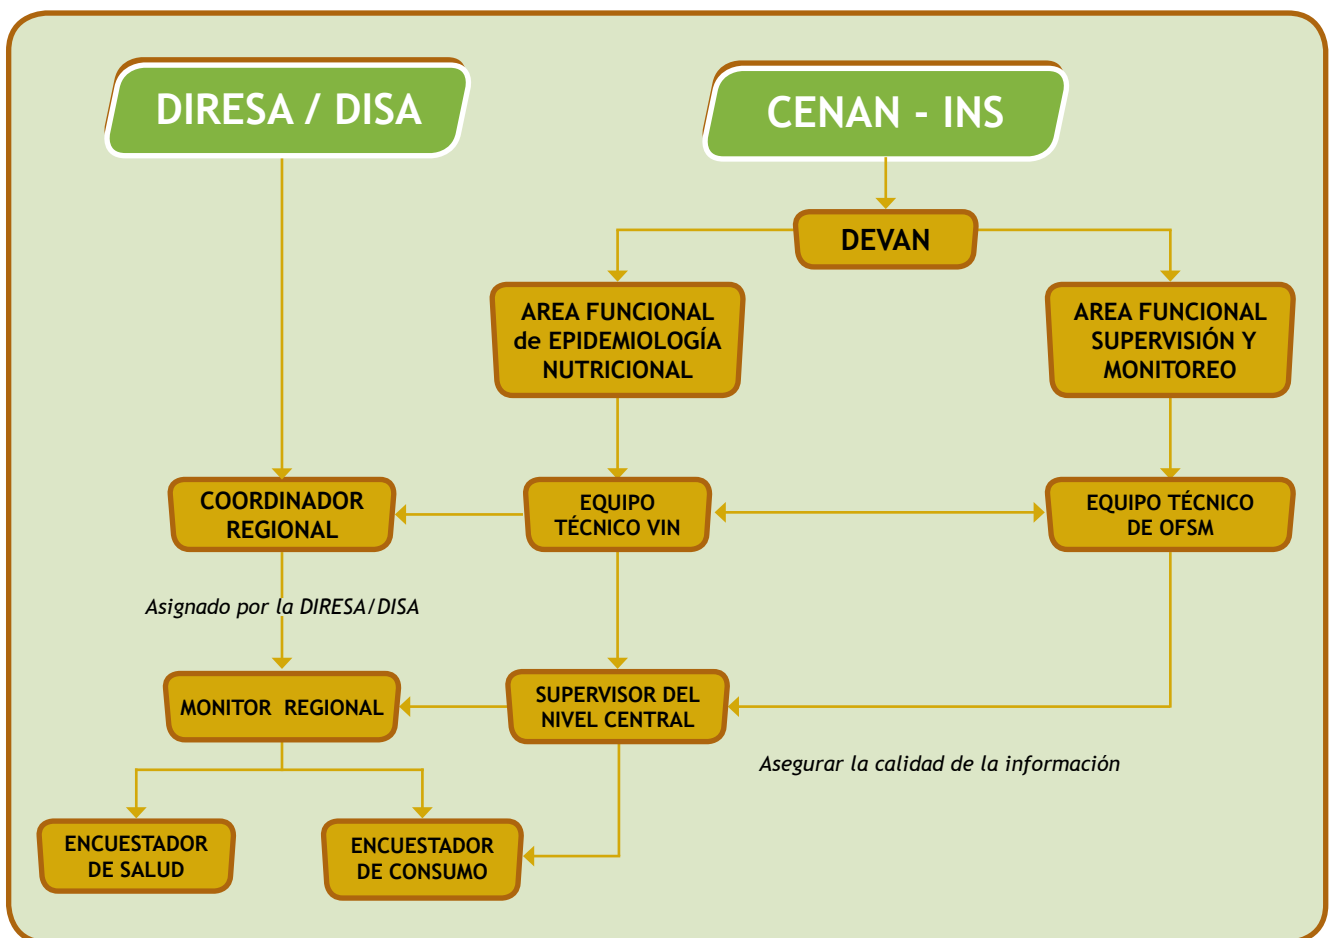 DIRESA / DISA
CENAN - INS
DEVAN
AREA FUNCIONAL
de EPIDEMIOLOGÍA
NUTRICIONAL
AREA FUNCIONAL
SUPERVISIÓN Y
MONITOREO
COORDINADOR
REGIONAL
EQUIPO
TÉCNICO VIN
EQUIPO TÉCNICO
DE OFSM
Asignado por la DIRESA/DISA
MONITOR REGIONAL
SUPERVISOR DEL
NIVEL CENTRAL
Asegurar la calidad de la información
ENCUESTADOR
DE SALUD
ENCUESTADOR
DE CONSUMO